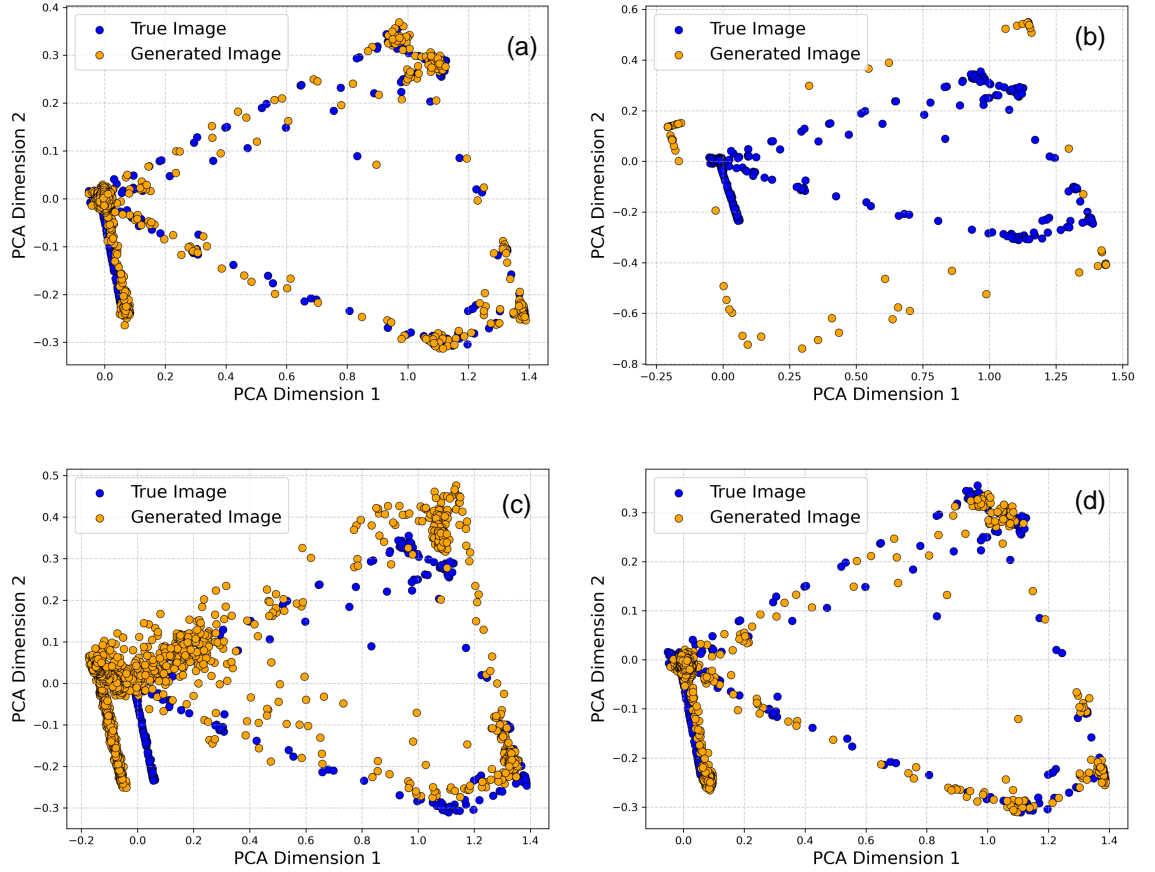 True Image
Generated Image
(a)
0.4
0.3
0.2
0.1
0.0
−0.1
−0.2
−0.3
PCA Dimension 2
0.0 0.2 0.4 0.6 0.8 1.0 1.2 1.4
PCA Dimension 1
True Image
Generated Image
(b)
0.6
0.4
0.2
0.0
−0.2
−0.4
−0.6
−0.8
PCA Dimension 2
−0.25 0.00 0.25 0.50 0.75 1.00 1.25 1.50
PCA Dimension 1
True Image
Generated Image
(c)
0.5
0.4
0.3
0.2
0.1
0.0
−0.1
−0.2
−0.3
PCA Dimension 2
−0.2 0.0 0.2 0.4 0.6 0.8 1.0 1.2 1.4
PCA Dimension 1
True Image
Generated Image
(d)
0.3
0.2
0.1
0.0
−0.1
−0.2
−0.3
PCA Dimension 2
0.0 0.2 0.4 0.6 0.8 1.0 1.2 1.4
PCA Dimension 1